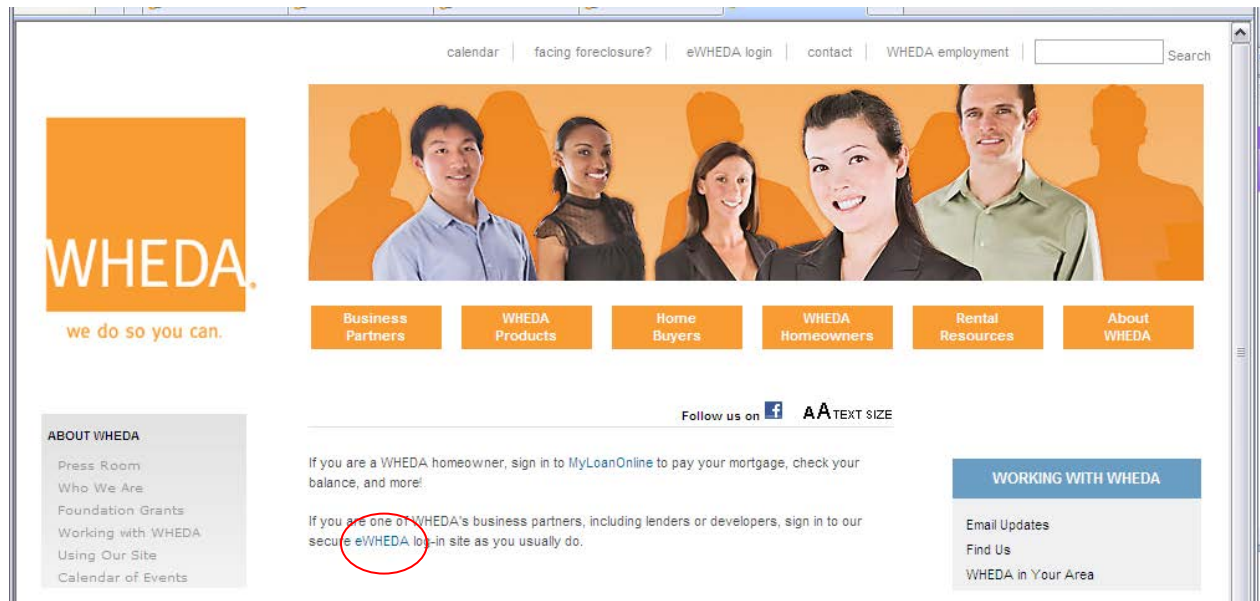 calendar facing foreclosure? eWHEDA login contact WHEDA employment Search
WHEDA.
we do so you can.
Business Partners
WHEDA Products
Home Buyers
WHEDA Homeowners
Rental Resources
About WHEDA
Follow us on f AA TEXT SIZE
ABOUT WHEDA
Press Room
Who We Are
Foundation Grants
Working with WHEDA
Using Our Site
Calendar of Events
If you are a WHEDA homeowner, sign in to MyLoanOnline to pay your mortgage, check your
balance, and more!
If you are one of WHEDA's business partners, including lenders or developers, sign in to our
secure eWHEDA log-in site as you usually do.
WORKING WITH WHEDA
Email Updates
Find Us
WHEDA in Your Area